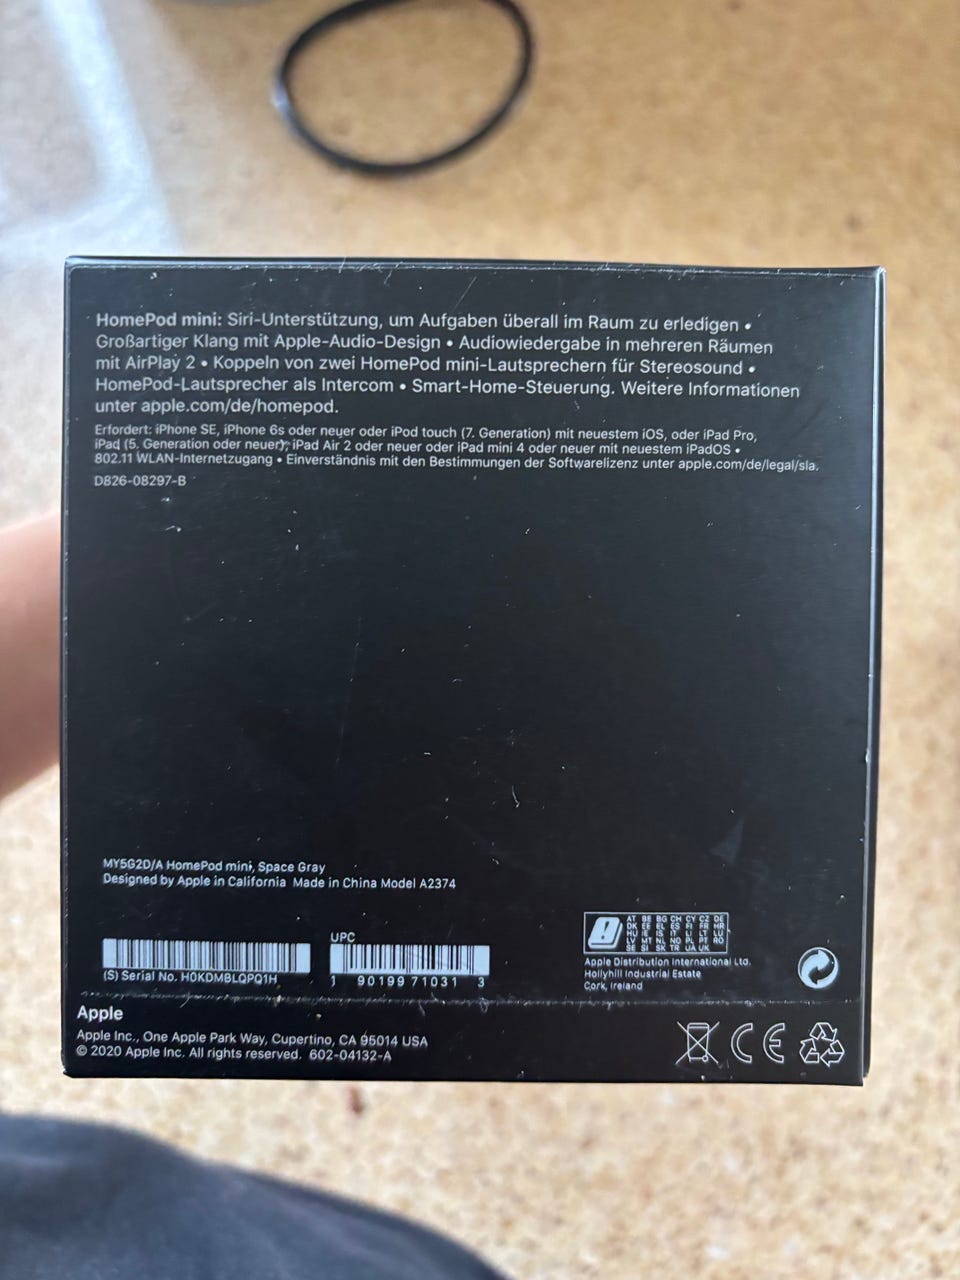 HomePod mini: Siri-Unterstützung, um Aufgaben überall im Raum zu erledigen •
Großartiger Klang mit Apple-Audio-Design • Audiowiedergabe in mehreren Räumen
mit AirPlay 2 • Koppeln von zwei HomePod mini-Lautsprechern für Stereosound •
HomePod-Lautsprecher als Intercom • Smart-Home-Steuerung. Weitere Informationen
unter apple.com/de/homepod.
Erfordert: iPhone SE, iPhone 6s oder neuer oder iPod touch (7. Generation) mit neuestem iOS, oder iPad Pro,
iPad (5. Generation oder neuer), iPad Air 2 oder neuer oder iPad mini 4 oder neuer mit neuestem iPadOS •
802.11 WLAN-Internetzugang • Einverständnis mit den Bestimmungen der Softwarelizenz unter apple.com/de/legal/sla.
D826-08297-B
MY5G2D/A HomePod mini, Space Gray
Designed by Apple in California Made in China Model A2374
UPC
(S) Serial No. H0KDMBLQPQ1H
1 90199 71031 3
AT BE BG CH CY CZ DE
DK EE EL ES FI FR HR
HU IE IS IT LI LT LU
LV MT NL NO PL PT RO
SE SI SK TR UA UK
Apple Distribution International Ltd.
Hollyhill Industrial Estate
Cork, Ireland
Apple
Apple Inc., One Apple Park Way, Cupertino, CA 95014 USA
© 2020 Apple Inc. All rights reserved. 602-04132-A
CE